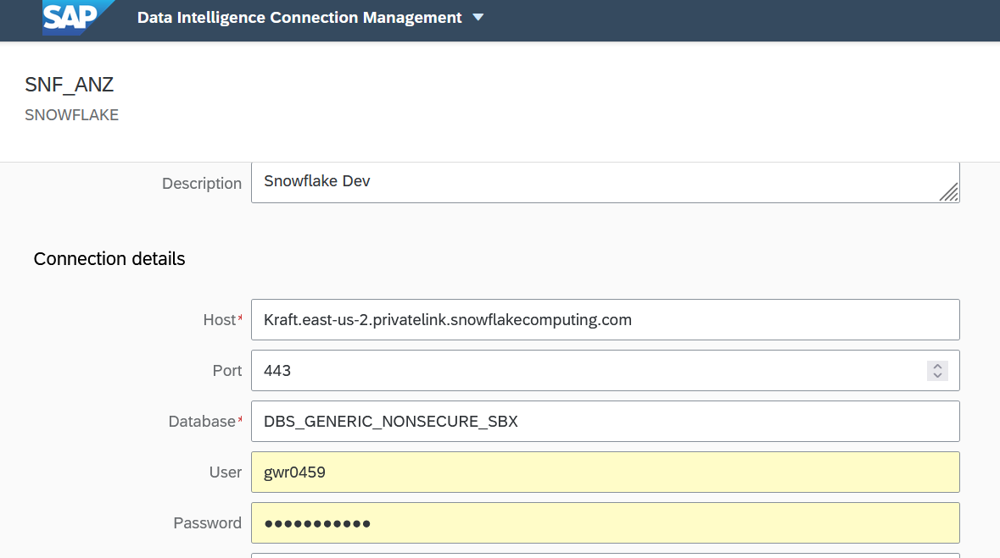 SAP Data Intelligence Connection Management
SNF_ANZ
SNOWFLAKE
Description Snowflake Dev
Connection details
Host* Kraft.east-us-2.privatelink.snowflakecomputing.com
Port 443
Database* DBS_GENERIC_NONSECURE_SBX
User gwr0459
Password ●●●●●●●●●●●